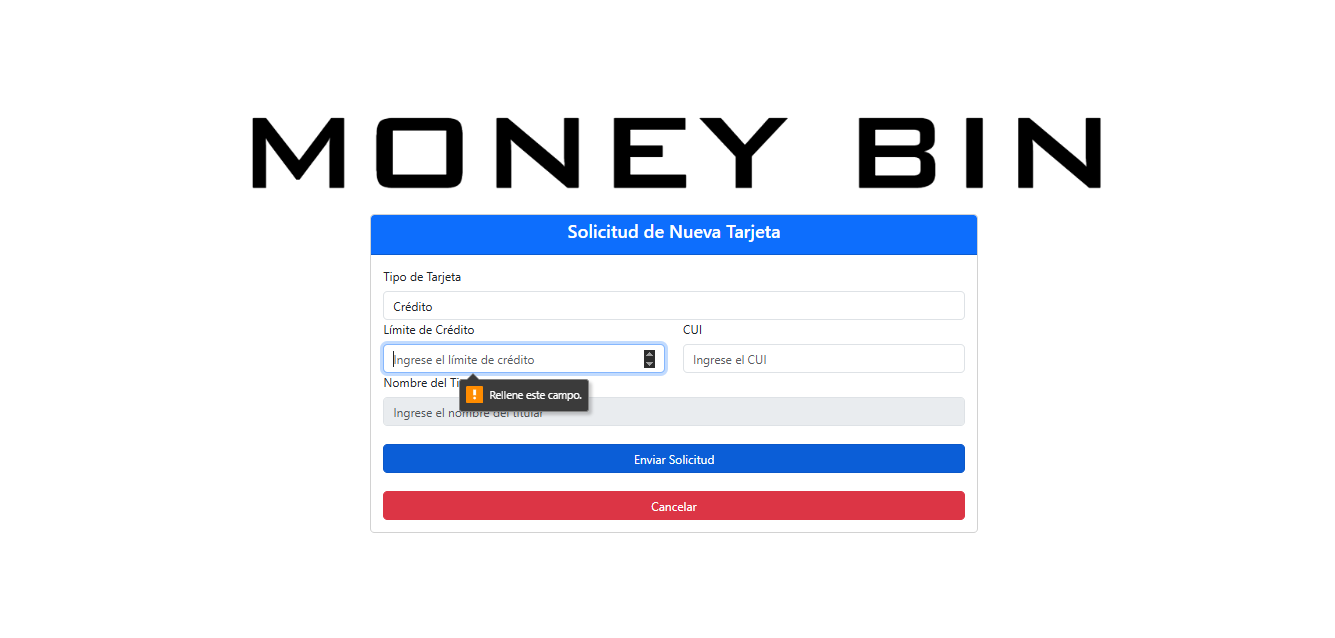 MONEY BIN
Solicitud de Nueva Tarjeta
Tipo de Tarjeta
Crédito
Límite de Crédito
CUI
Ingrese el límite de crédito
Ingrese el CUI
Nombre del Ti
Rellene este campo.
Ingrese el nombre del titular
Enviar Solicitud
Cancelar